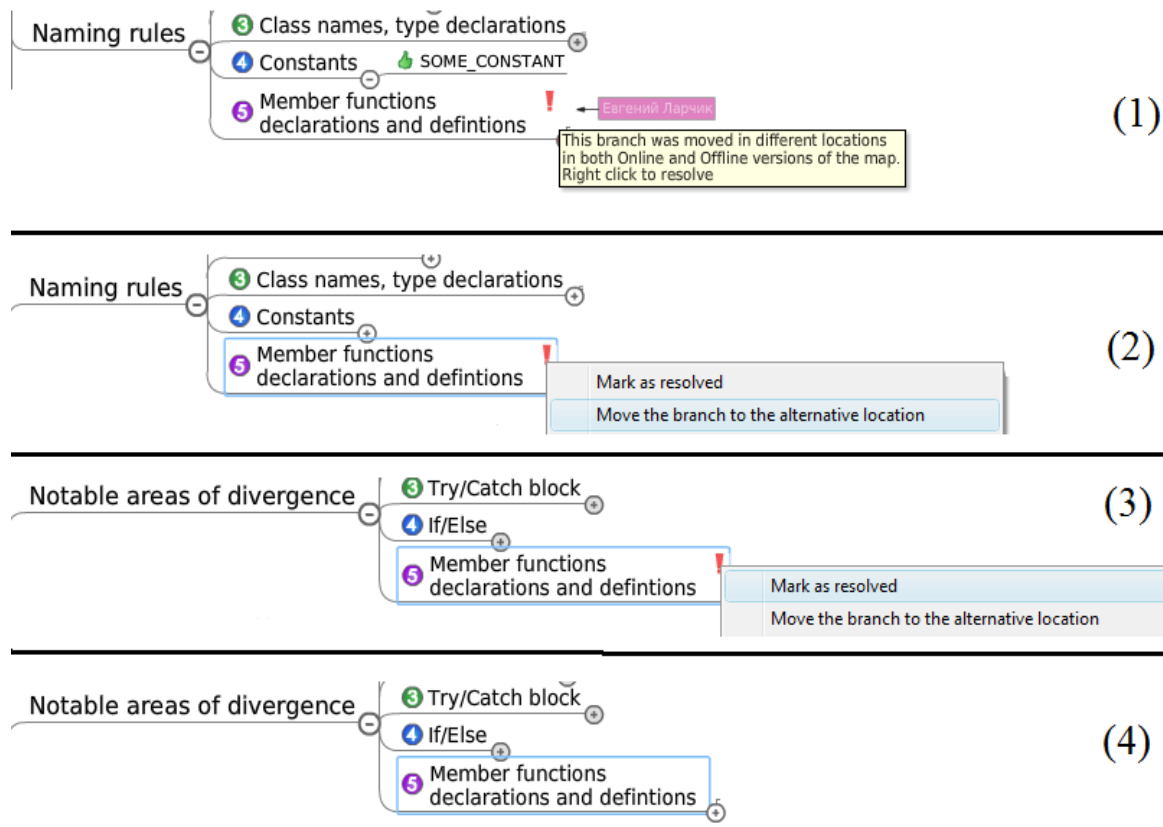 Naming rules
3 Class names, type declarations
4 Constants
SOME_CONSTANT
5 Member functions
declarations and defintions
Евгений Ларчик
This branch was moved in different locations
in both Online and Offline versions of the map.
Right click to resolve
(1)
Naming rules
3 Class names, type declarations
4 Constants
5 Member functions
declarations and defintions
Mark as resolved
Move the branch to the alternative location
(2)
Notable areas of divergence
3 Try/Catch block
4 If/Else
5 Member functions
declarations and defintions
Mark as resolved
Move the branch to the alternative location
(3)
Notable areas of divergence
3 Try/Catch block
4 If/Else
5 Member functions
declarations and defintions
(4)